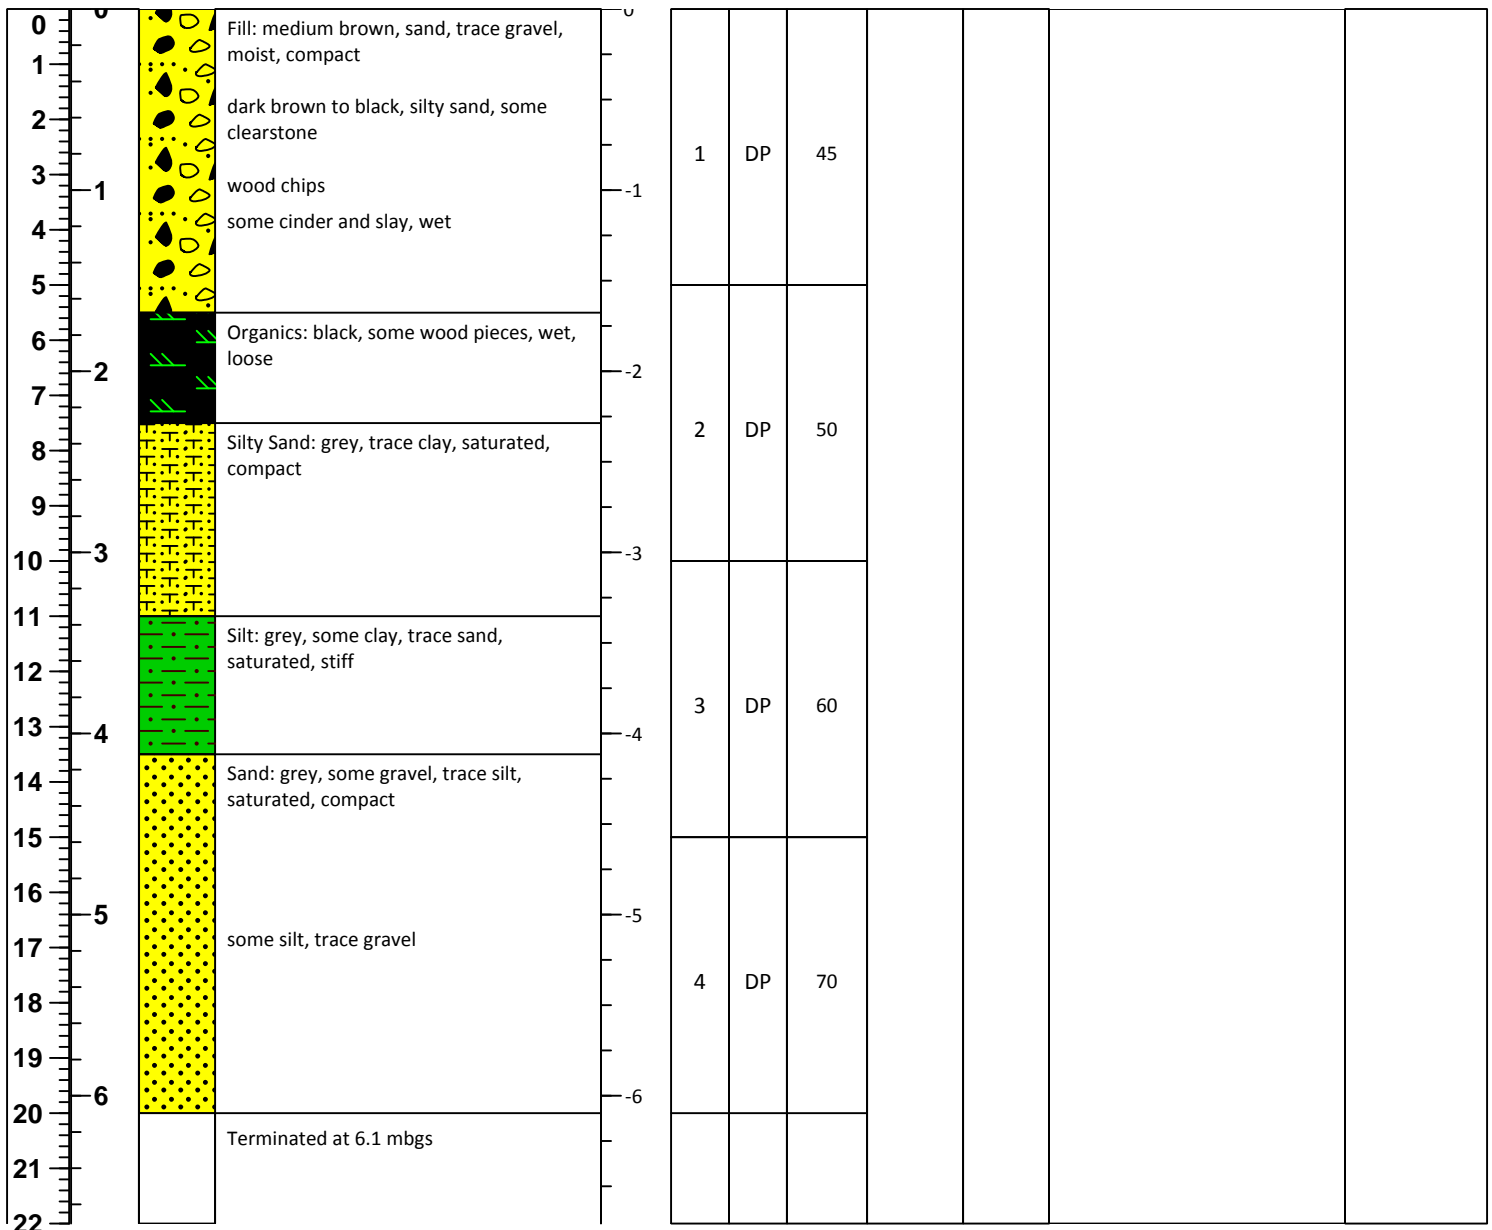 0
1
2
3
4
5
6
7
8
9
10
11
12
13
14
15
16
17
18
19
20
21
22
0
1
2
3
4
5
6
Fill: medium brown, sand, trace gravel,
moist, compact
dark brown to black, silty sand, some
clearstone
wood chips
some cinder and slay, wet
Organics: black, some wood pieces, wet,
loose
Silty Sand: grey, trace clay, saturated,
compact
Silt: grey, some clay, trace sand,
saturated, stiff
Sand: grey, some gravel, trace silt,
saturated, compact
some silt, trace gravel
Terminated at 6.1 mbgs
0
-1
-2
-3
-4
-5
-6
1 DP 45
2 DP 50
3 DP 60
4 DP 70